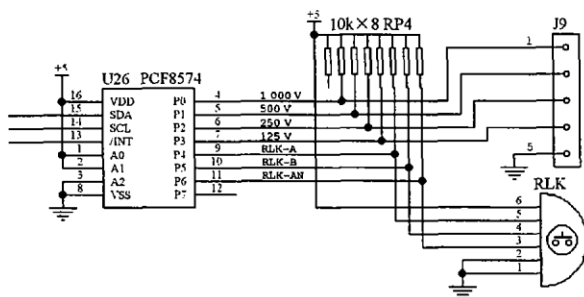 +5
10k×8 RP4
J9
+5
U26 PCF8574
1
16 VDD P0 4 1 000 V
15 SDA P1 5 500 V
14 SCL P2 6 250 V
13 /INT P3 7 125 V
1 A0 P4 9 RLK-A
2 A1 P5 10 RLK-B
3 A2 P6 11 RLK-AN
8 VSS P7 12
5
RLK
6
5
4
3
2
1